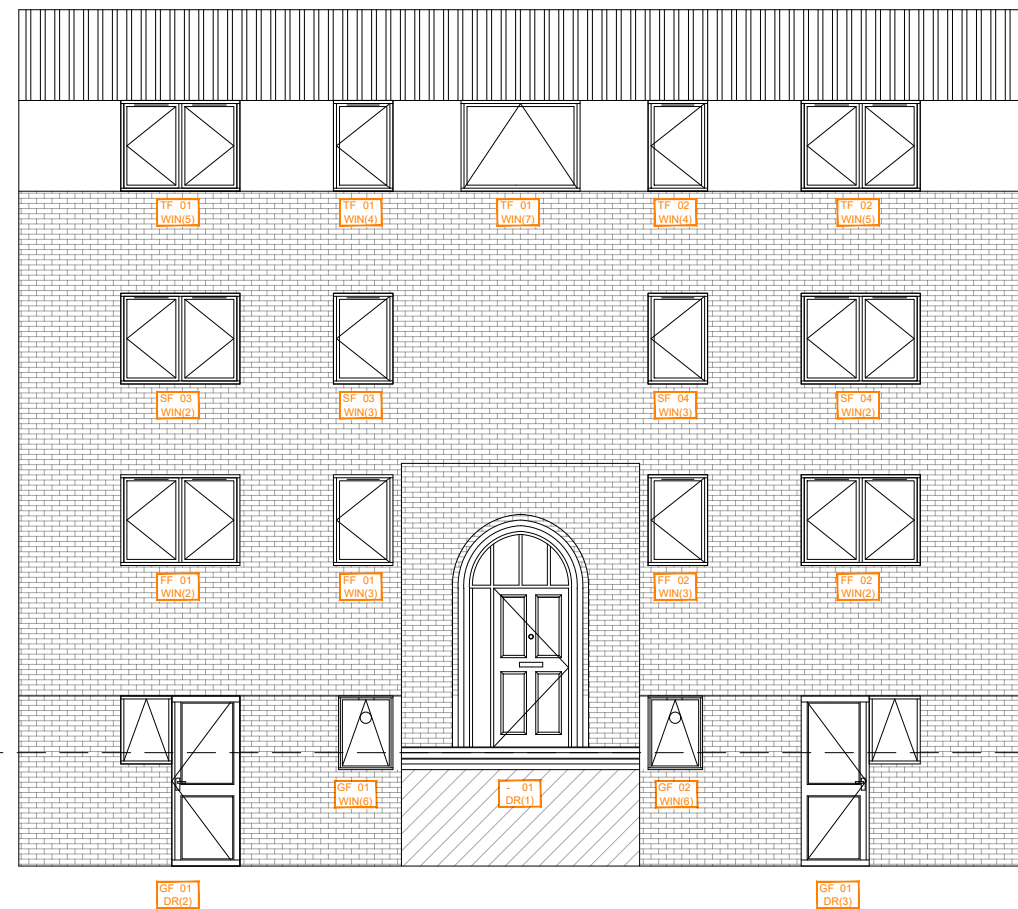 TF 01
WIN(5)
TF 01
WIN(4)
TF 01
WIN(7)
TF 02
WIN(4)
TF 02
WIN(5)
SF 03
WIN(2)
SF 03
WIN(3)
SF 04
WIN(3)
SF 04
WIN(2)
FF 01
WIN(2)
FF 01
WIN(3)
FF 02
WIN(3)
FF 02
WIN(2)
GF 01
WIN(6)
- 01
DR(1)
GF 02
WIN(6)
GF 01
DR(2)
GF 01
DR(3)